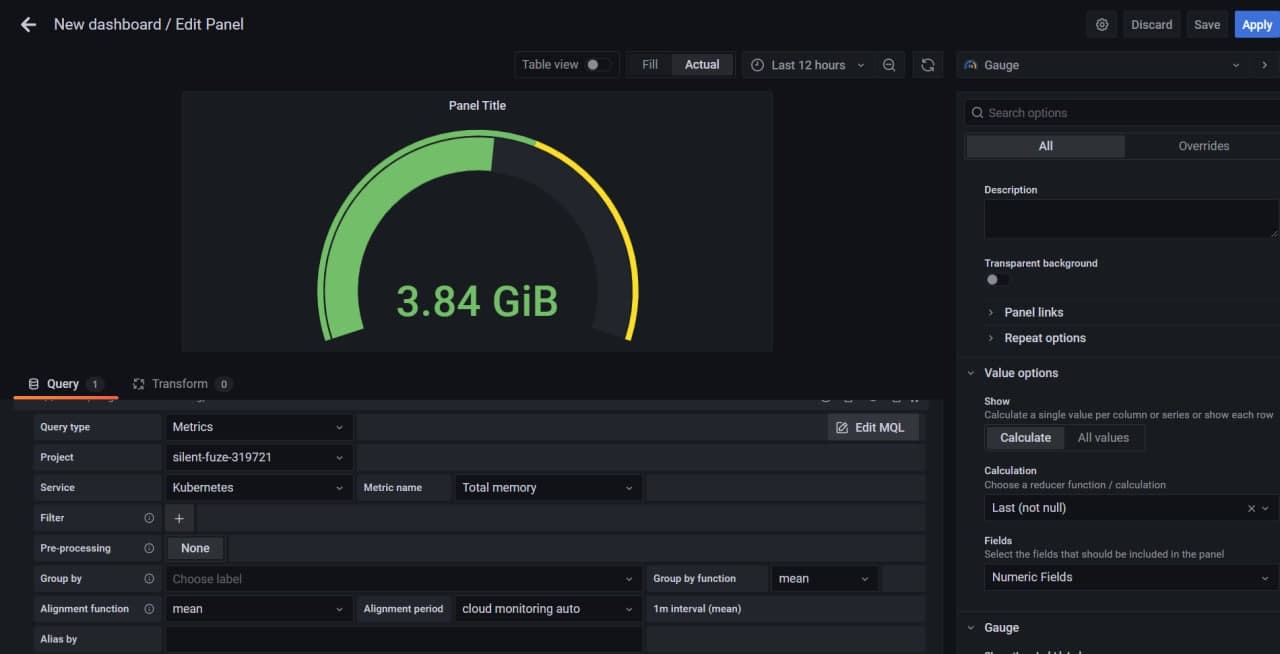 New dashboard / Edit Panel
Discard
Save
Apply
Table view
Fill
Actual
Last 12 hours
Gauge
Panel Title
3.84 GiB
Search options
All
Overrides
Description
Transparent background
Panel links
Repeat options
Value options
Show
Calculate a single value per column or series or show each row
Calculate
All values
Calculation
Choose a reducer function / calculation
Last (not null)
Fields
Select the fields that should be included in the panel
Numeric Fields
Gauge
Query 1
Transform 0
Query type
Metrics
Edit MQL
Project
silent-fuze-319721
Service
Kubernetes
Metric name
Total memory
Filter
+
Pre-processing
None
Group by
Choose label
Group by function
mean
Alignment function
mean
Alignment period
cloud monitoring auto
1m interval (mean)
Alias by